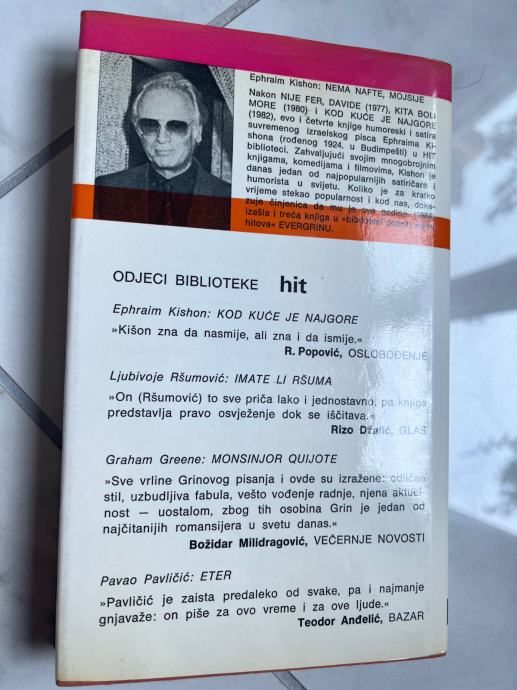 Ephraim Kishon: NEMA NAFTE, MOJSIJE
Nakon NIJE FER, DAVIDE (1977), KITA BOLI
MORE (1980) i KOD KUĆE JE NAJGORE
(1982), evo i četvrte knjige humoreski i satira
suvremenog izraelskog pisca Ephraima Ki-
shona (rođenog 1924. u Budimpešti) u HIT
biblioteci. Zahvaljujući svojim mnogobrojnim
knjigama, komedijama i filmovima, Kishon je
danas jedan od najpopularnijih satiričara i
humorista u svijetu. Koliko je za kratko
vrijeme stekao popularnost i kod nas, doka-
zuje činjenica da mu je ove godine (1984)
izašla i treća knjiga u »biblioteci dobrih, starih
hitova« EVERGRINU.
ODJECI BIBLIOTEKE hit
Ephraim Kishon: KOD KUĆE JE NAJGORE
»Kišon zna da nasmije, ali zna i da ismije.«
R. Popović, OSLOBOĐENJE
Ljubivoje Ršumović: IMATE LI RŠUMA
»On (Ršumović) to sve priča lako i jednostavno, pa knjiga
predstavlja pravo osvježenje dok se iščitava.«
Rizo Džafić, GLAS
Graham Greene: MONSINJOR QUIJOTE
»Sve vrline Grinovog pisanja i ovde su izražene: odličan
stil, uzbudljiva fabula, vešto vođenje radnje, njena aktuel-
nost — uostalom, zbog tih osobina Grin je jedan od
najčitanijih romansijera u svetu danas.«
Božidar Milidragović, VEČERNJE NOVOSTI
Pavao Pavličić: ETER
»Pavličić je zaista predaleko od svake, pa i najmanje
gnjavaže: on piše za ovo vreme i za ove ljude.«
Teodor Anđelić, BAZAR